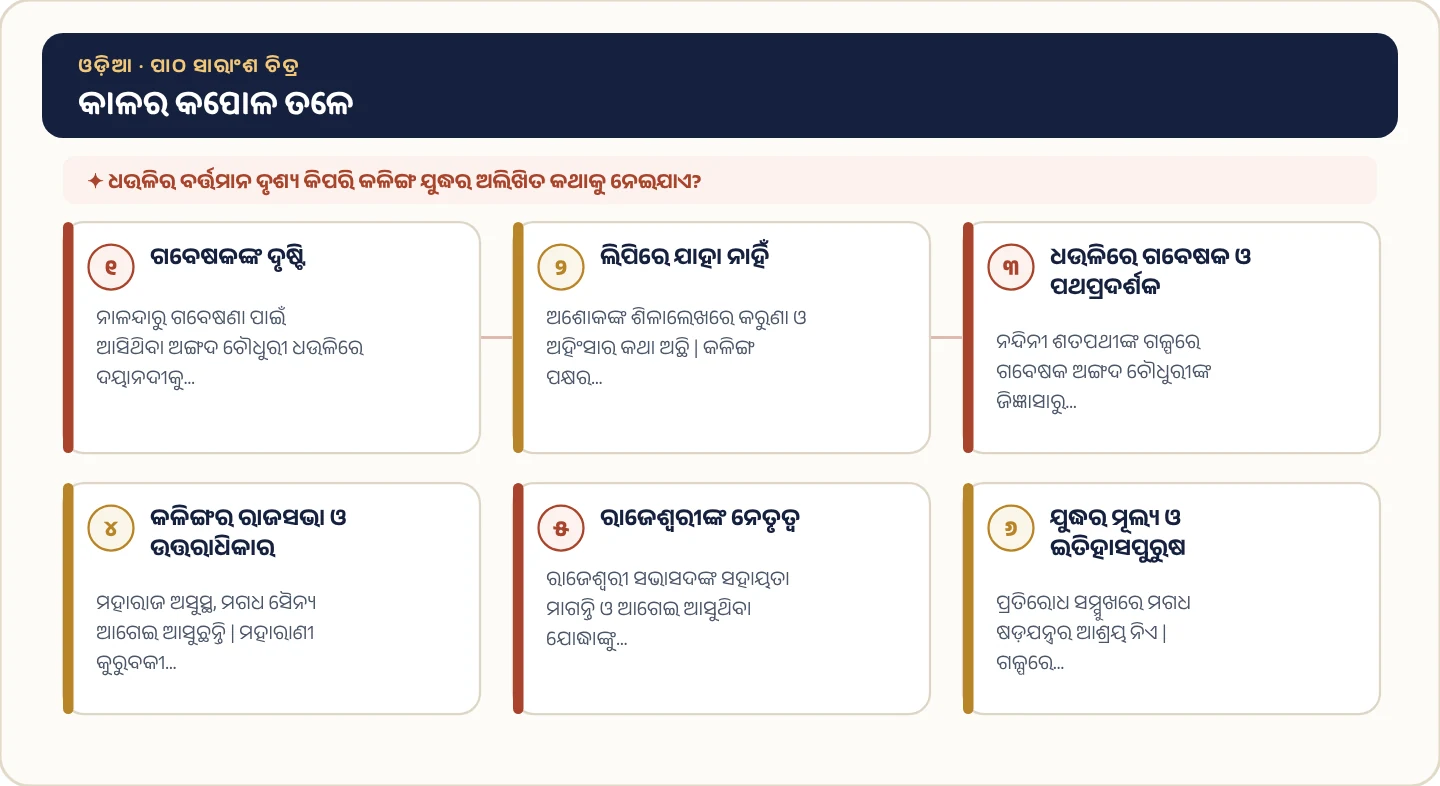 ଓଡ଼ିଆ · ପାଠ ସାରାଂଶ ଚିତ୍ର
କାଳର କପୋଳ ତଳେ
✦ ଧଉଳିର ବର୍ତ୍ତମାନ ଦୃଶ୍ୟ କିପରି କଳିଙ୍ଗ ଯୁଦ୍ଧର ଅଲିଖିତ କଥାକୁ ନେଇଯାଏ?
୧
ଗବେଷକଙ୍କ ଦୃଷ୍ଟି
ନାଳନ୍ଦାରୁ ଗବେଷଣା ପାଇଁ
ଆସିଥିବା ଅଙ୍ଗଦ ଚୌଧୁରୀ ଧଉଳିରେ
ଦୟାନଦୀକୁ...
୨
ଲିପିରେ ଯାହା ନାହିଁ
ଅଶୋକଙ୍କ ଶିଳାଲେଖରେ କରୁଣା ଓ
ଅହିଂସାର କଥା ଅଛି | କଳିଙ୍ଗ
ପକ୍ଷର...
୩
ଧଉଳିରେ ଗବେଷକ ଓ
ପଥପ୍ରଦର୍ଶକ
ନନ୍ଦିନୀ ଶତପଥୀଙ୍କ ଗଳ୍ପରେ
ଗବେଷକ ଅଙ୍ଗଦ ଚୌଧୁରୀଙ୍କ
ଜିଜ୍ଞାସାରୁ...
୪
କଳିଙ୍ଗର ରାଜସଭା ଓ
ଉତ୍ତରାଧିକାର
ମହାରାଜ ଅସୁସ୍ଥ, ମଗଧ ସୈନ୍ୟ
ଆଗେଇ ଆସୁଛନ୍ତି | ମହାରାଣୀ
କୁରୁବକୀ...
୫
ରାଜେଶ୍ୱରୀଙ୍କ ନେତୃତ୍ୱ
ରାଜେଶ୍ୱରୀ ସଭାସଦଙ୍କ ସହାୟତା
ମାଗନ୍ତି ଓ ଆଗେଇ ଆସୁଥିବା
ଯୋଦ୍ଧାଙ୍କୁ...
୬
ଯୁଦ୍ଧର ମୂଲ୍ୟ ଓ
ଇତିହାସପୁରୁଷ
ପ୍ରତିରୋଧ ସମ୍ମୁଖରେ ମଗଧ
ଷଡ଼ଯନ୍ତ୍ରର ଆଶ୍ରୟ ନିଏ |
ଗଳ୍ପରେ...